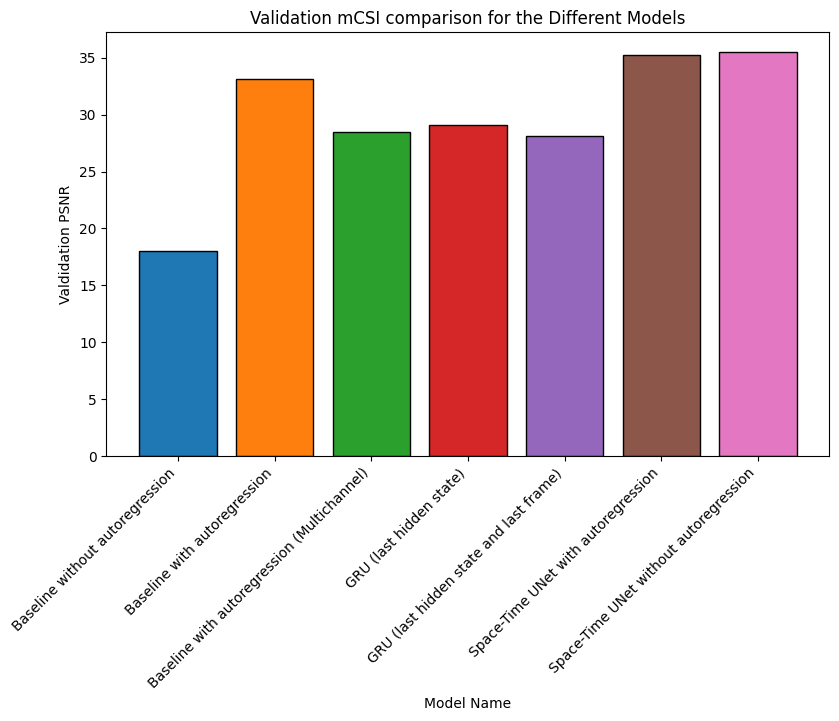 Validation mCSI comparison for the Different Models
Valdidation PSNR
35
30
25
20
15
10
5
0
Baseline without autoregression
Baseline with autoregression
Baseline with autoregression (Multichannel)
GRU (last hidden state)
GRU (last hidden state and last frame)
Space-Time UNet with autoregression
Space-Time UNet without autoregression
Model Name